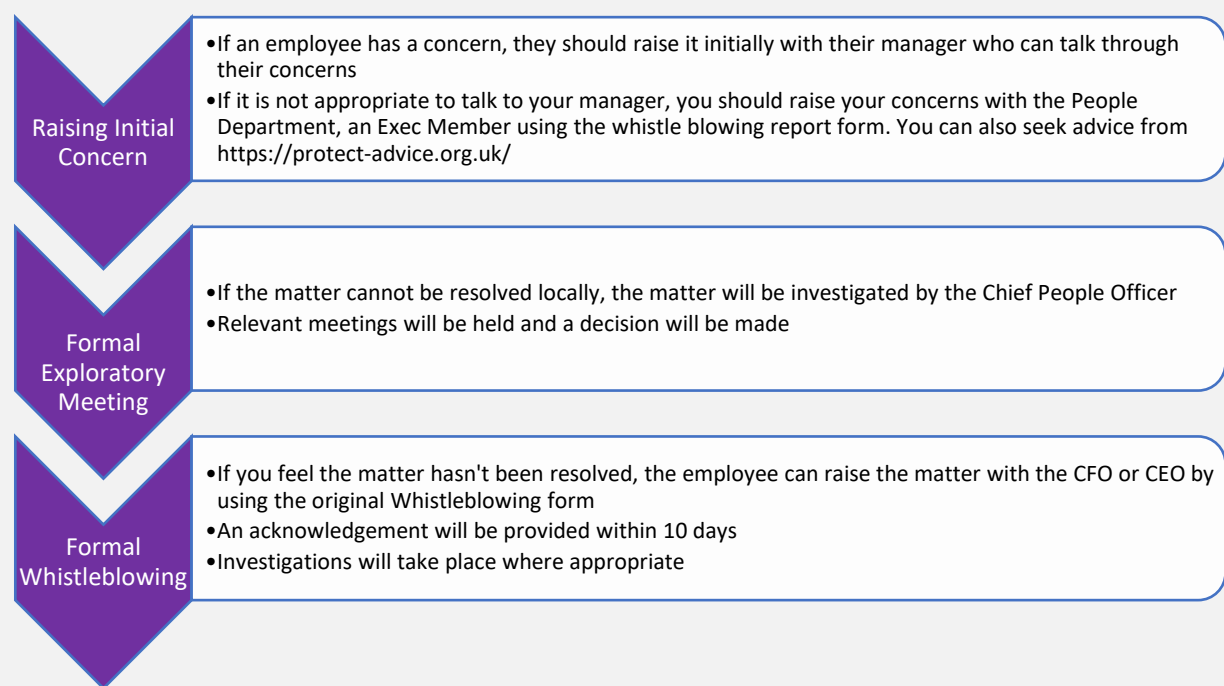 Raising Initial
Concern
•If an employee has a concern, they should raise it initially with their manager who can talk through
their concerns
•If it is not appropriate to talk to your manager, you should raise your concerns with the People
Department, an Exec Member using the whistle blowing report form. You can also seek advice from
https://protect-advice.org.uk/
Formal
Exploratory
Meeting
•If the matter cannot be resolved locally, the matter will be investigated by the Chief People Officer
•Relevant meetings will be held and a decision will be made
Formal
Whistleblowing
•If you feel the matter hasn't been resolved, the employee can raise the matter with the CFO or CEO by
using the original Whistleblowing form
•An acknowledgement will be provided within 10 days
•Investigations will take place where appropriate